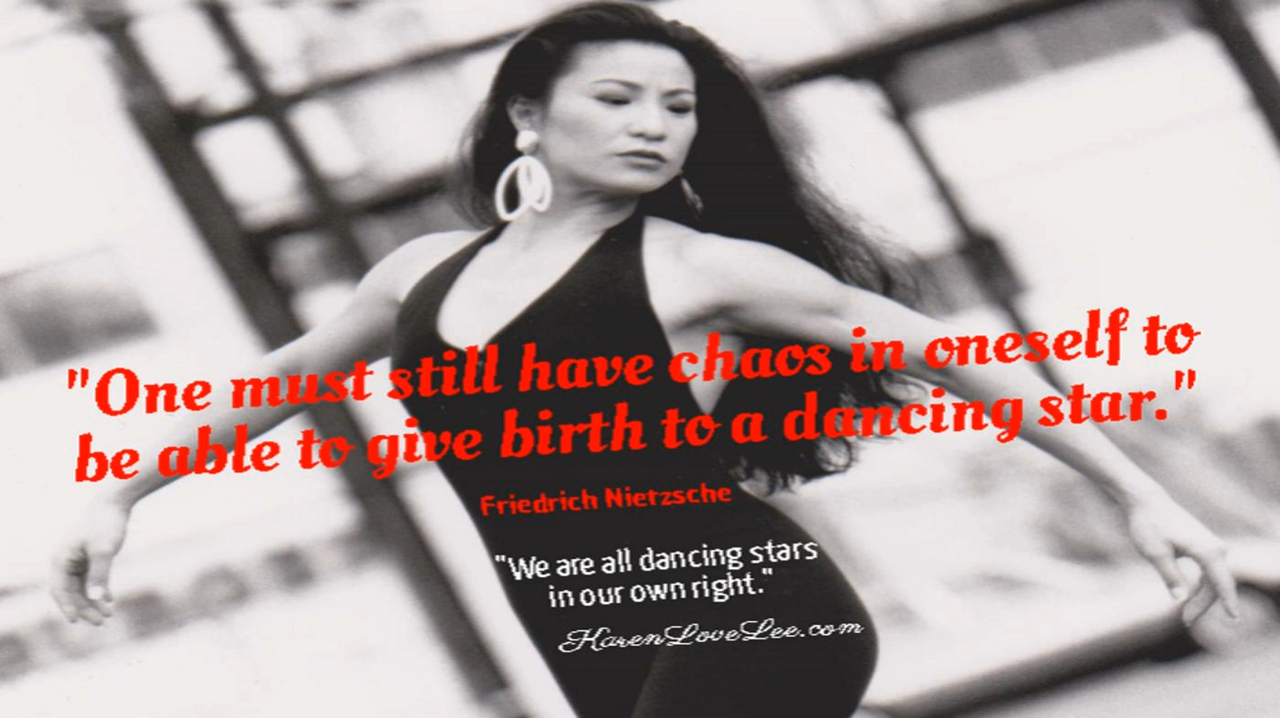 "One must still have chaos in oneself to
be able to give birth to a dancing star."
Friedrich Nietzsche
"We are all dancing stars
in our own right."
KarenLoveLee.com